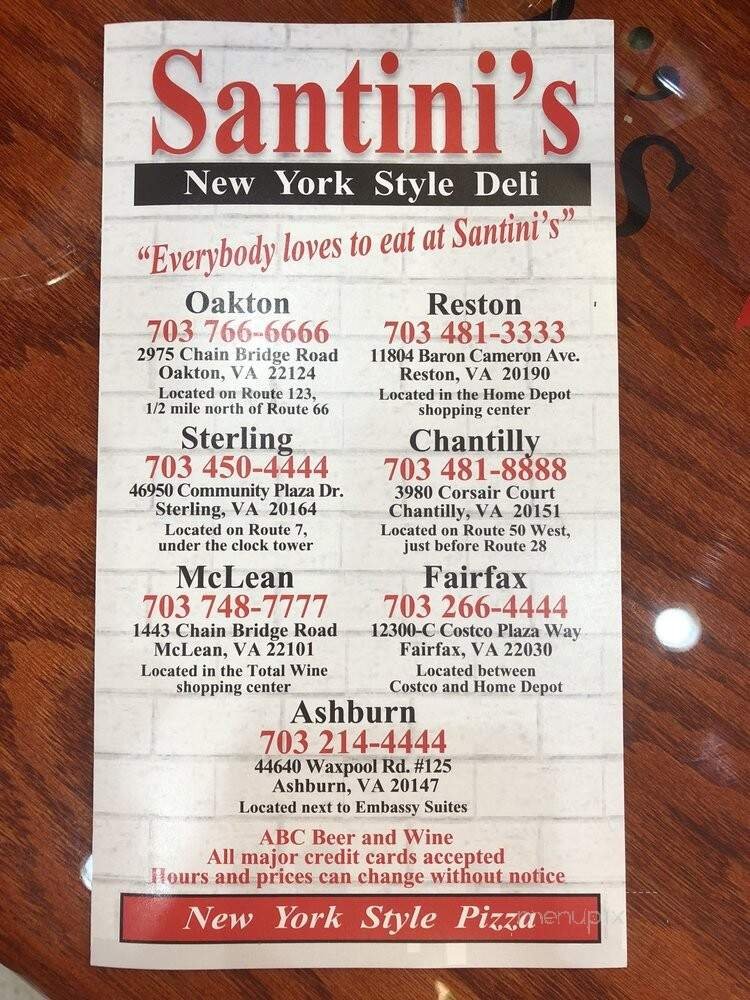 Santini's
New York Style Deli
"Everybody loves to eat at Santini's"
Oakton
703 766-6666
2975 Chain Bridge Road
Oakton, VA 22124
Located on Route 123,
1/2 mile north of Route 66
Reston
703 481-3333
11804 Baron Cameron Ave.
Reston, VA 20190
Located in the Home Depot
shopping center
Sterling
703 450-4444
46950 Community Plaza Dr.
Sterling, VA 20164
Located on Route 7,
under the clock tower
Chantilly
703 481-8888
3980 Corsair Court
Chantilly, VA 20151
Located on Route 50 West,
just before Route 28
McLean
703 748-7777
1443 Chain Bridge Road
McLean, VA 22101
Located in the Total Wine
shopping center
Fairfax
703 266-4444
12300-C Costco Plaza Way
Fairfax, VA 22030
Located between
Costco and Home Depot
Ashburn
703 214-4444
44640 Waxpool Rd. #125
Ashburn, VA 20147
Located next to Embassy Suites
ABC Beer and Wine
All major credit cards accepted
Hours and prices can change without notice
New York Style Pizza
menupix
's